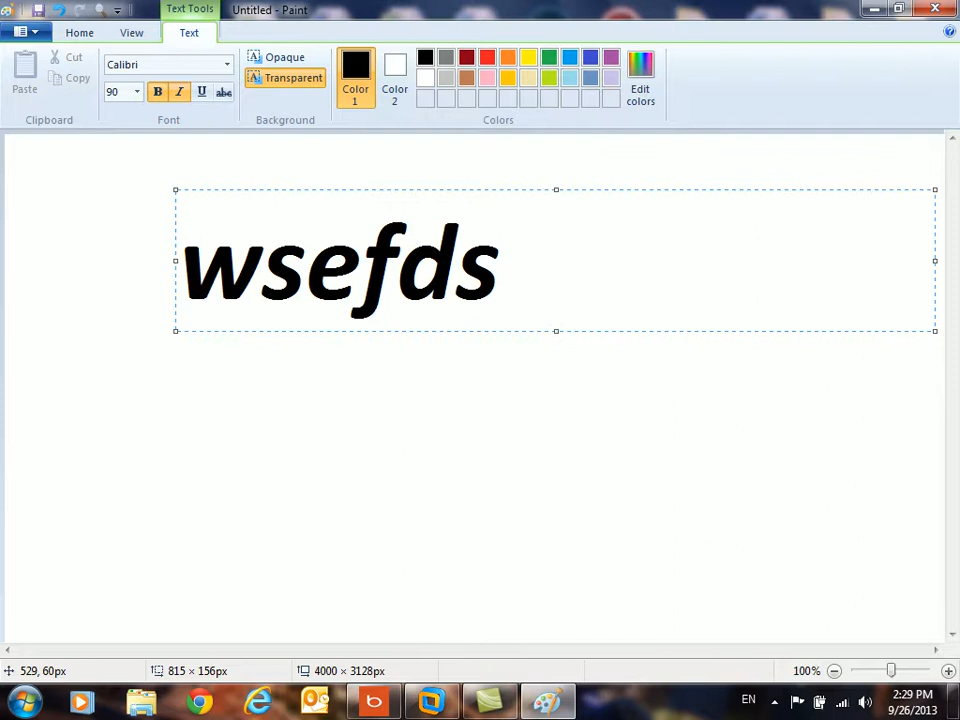 Text Tools
Untitled - Paint
Home
View
Text
Paste
Cut
Copy
Clipboard
Calibri
90
B I U abc
Font
A Opaque
A Transparent
Background
Color 1
Color 2
Edit colors
Colors
wsefds
529, 60px
815 × 156px
4000 × 3128px
100%
EN
2:29 PM
9/26/2013